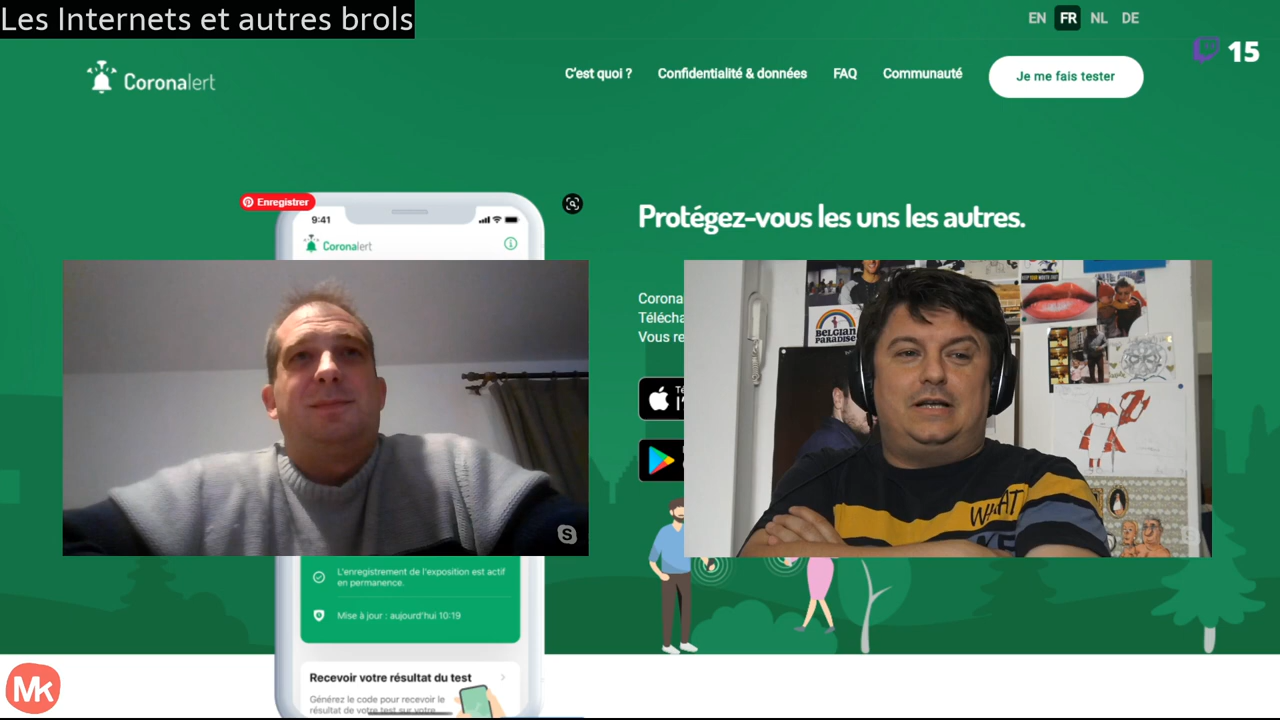 Les Internets et autres brols
EN FR NL DE
15
Coronalert
C'est quoi ?
Confidentialité & données
FAQ
Communauté
Je me fais tester
Enregistrer
9:41
Coronalert
Protégez-vous les uns les autres.
Corona
Télécha
Vous re
BELGIAN
PARADISE
L'enregistrement de l'exposition est actif
en permanence.
Mise à jour : aujourd'hui 10:19
Recevoir votre résultat du test
Générez le code pour recevoir le
résultat de votre test sur votre
Mk